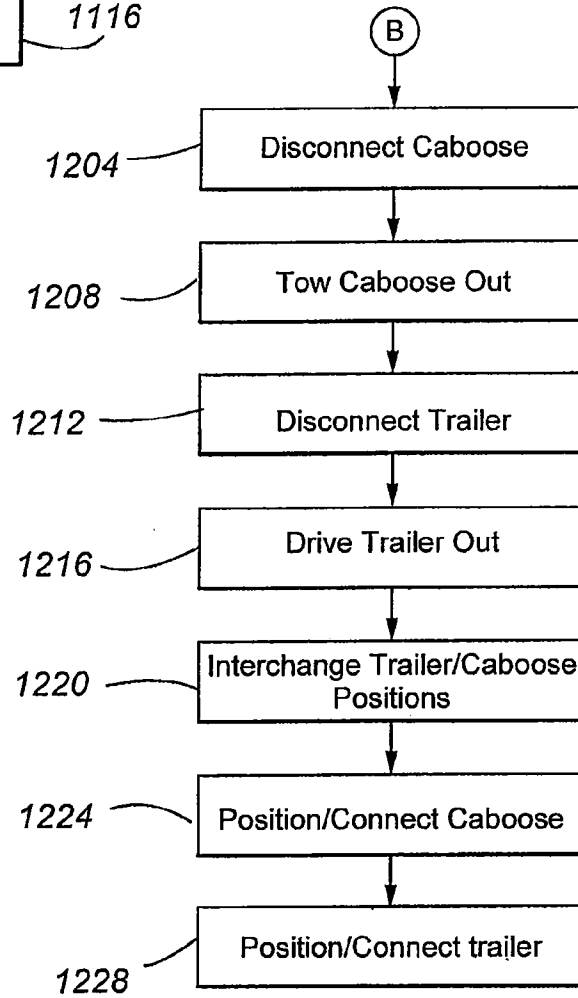 1116
B
1204
Disconnect Caboose
1208
Tow Caboose Out
1212
Disconnect Trailer
1216
Drive Trailer Out
1220
Interchange Trailer/Caboose
Positions
1224
Position/Connect Caboose
1228
Position/Connect trailer